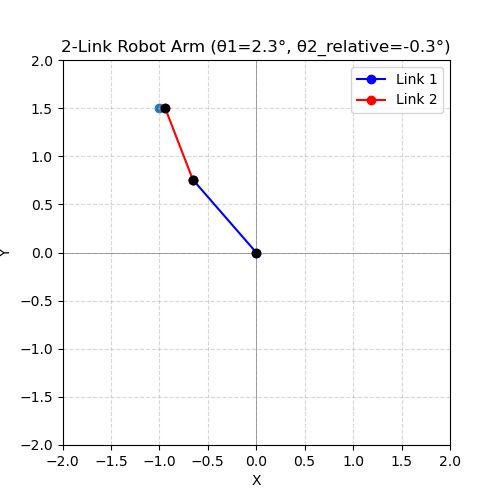 2-Link Robot Arm (θ1=2.3°, θ2_relative=-0.3°)
Link 1
Link 2
2.0
1.5
1.0
0.5
0.0
−0.5
−1.0
−1.5
−2.0
Y
−2.0 −1.5 −1.0 −0.5 0.0 0.5 1.0 1.5 2.0
X